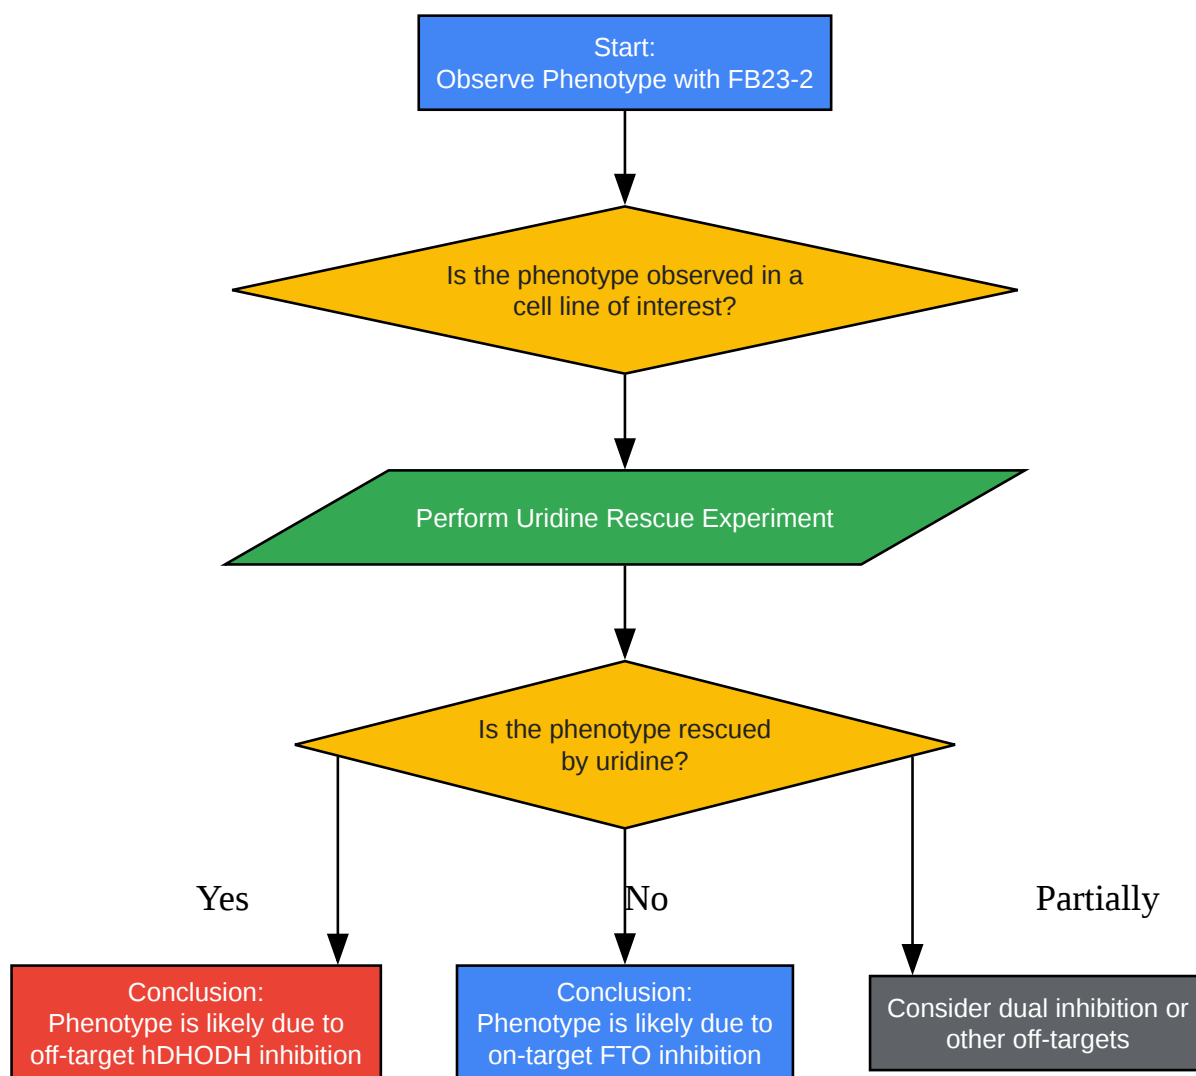 Start:
Observe Phenotype with FB23-2
Is the phenotype observed in a
cell line of interest?
Perform Uridine Rescue Experiment
Is the phenotype rescued
by uridine?
Yes
No
Partially
Conclusion:
Phenotype is likely due to
off-target hDHODH inhibition
Conclusion:
Phenotype is likely due to
on-target FTO inhibition
Consider dual inhibition or
other off-targets